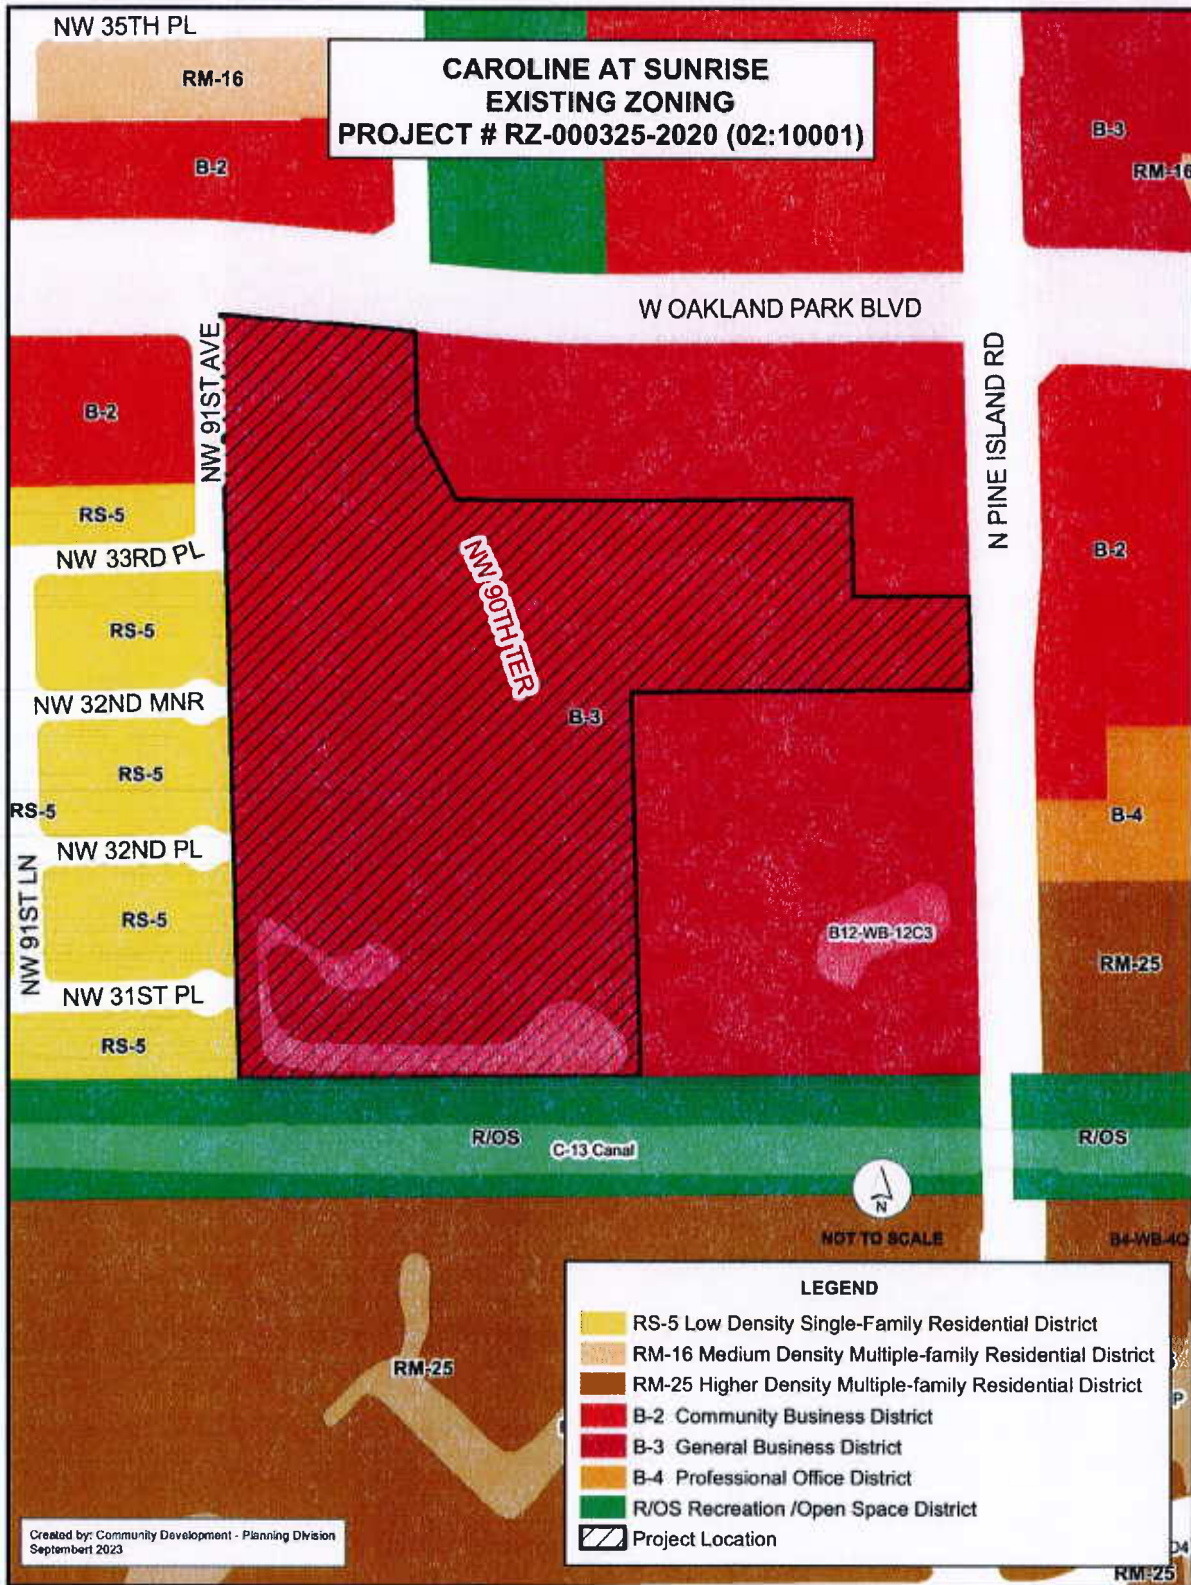 NW 35TH PL
CAROLINE AT SUNRISE
EXISTING ZONING
PROJECT # RZ-000325-2020 (02:10001)
RM-16
B-2
B-3
RM-16
W OAKLAND PARK BLVD
NW 91ST AVE
N PINE ISLAND RD
B-2
RS-5
NW 33RD PL
NW 90TH TER
B-2
RS-5
NW 32ND MNR
B-3
RS-5
RS-5
B-4
NW 32ND PL
NW 91ST LN
RS-5
B12-WB-12C3
RM-25
NW 31ST PL
RS-5
R/OS
C-13 Canal
R/OS
N
NOT TO SCALE
B4-WB-4Q
RM-25
LEGEND
RS-5 Low Density Single-Family Residential District
RM-16 Medium Density Multiple-family Residential District
RM-25 Higher Density Multiple-family Residential District
B-2 Community Business District
B-3 General Business District
B-4 Professional Office District
R/OS Recreation /Open Space District
Project Location
P
D4
RM-25
Created by: Community Development - Planning Division
Septembert 2023